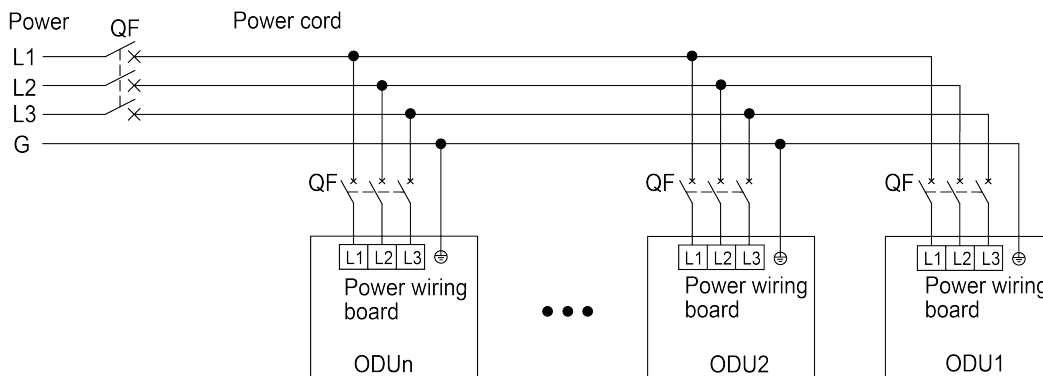 Power QF Power cord
L1
L2
L3
G
QF QF QF
L1 L2 L3 L1 L2 L3 L1 L2 L3
Power wiring board
Power wiring board
Power wiring board
ODUn ODU2 ODU1